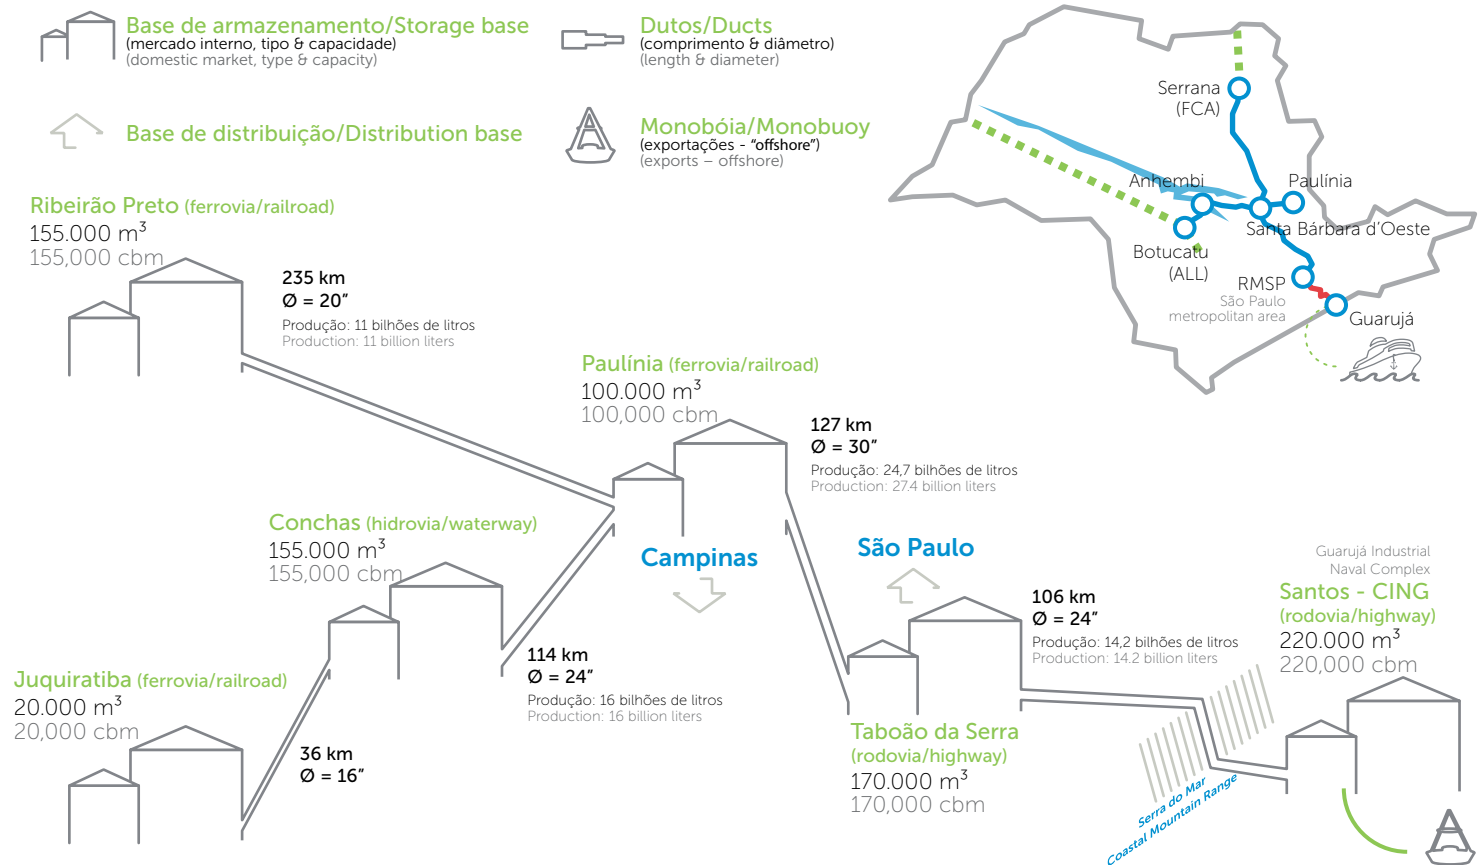 Base de armazenamento/Storage base
(mercado interno, tipo & capacidade)
(domestic market, type & capacity)
Dutos/Ducts
(comprimento & diâmetro)
(length & diameter)
Base de distribuição/Distribution base
Monobóia/Monobuoy
(exportações - “offshore”)
(exports – offshore)
Serrana
(FCA)
Anhembi
Paulínia
Santa Bárbara d’Oeste
Botucatu
(ALL)
RMSP
São Paulo
metropolitan area
Guarujá
Ribeirão Preto (ferrovia/railroad)
155.000 m³
155,000 cbm
235 km
Ø = 20”
Produção: 11 bilhões de litros
Production: 11 billion liters
Paulínia (ferrovia/railroad)
100.000 m³
100,000 cbm
127 km
Ø = 30”
Produção: 24,7 bilhões de litros
Production: 27.4 billion liters
Conchas (hidrovia/waterway)
155.000 m³
155,000 cbm
Campinas
São Paulo
114 km
Ø = 24”
Produção: 16 bilhões de litros
Production: 16 billion liters
106 km
Ø = 24”
Produção: 14,2 bilhões de litros
Production: 14.2 billion liters
Guarujá Industrial
Naval Complex
Santos - CING
(rodovia/highway)
220.000 m³
220,000 cbm
Juquiratiba (ferrovia/railroad)
20.000 m³
20,000 cbm
36 km
Ø = 16”
Taboão da Serra
(rodovia/highway)
170.000 m³
170,000 cbm
Serra do Mar
Coastal Mountain Range